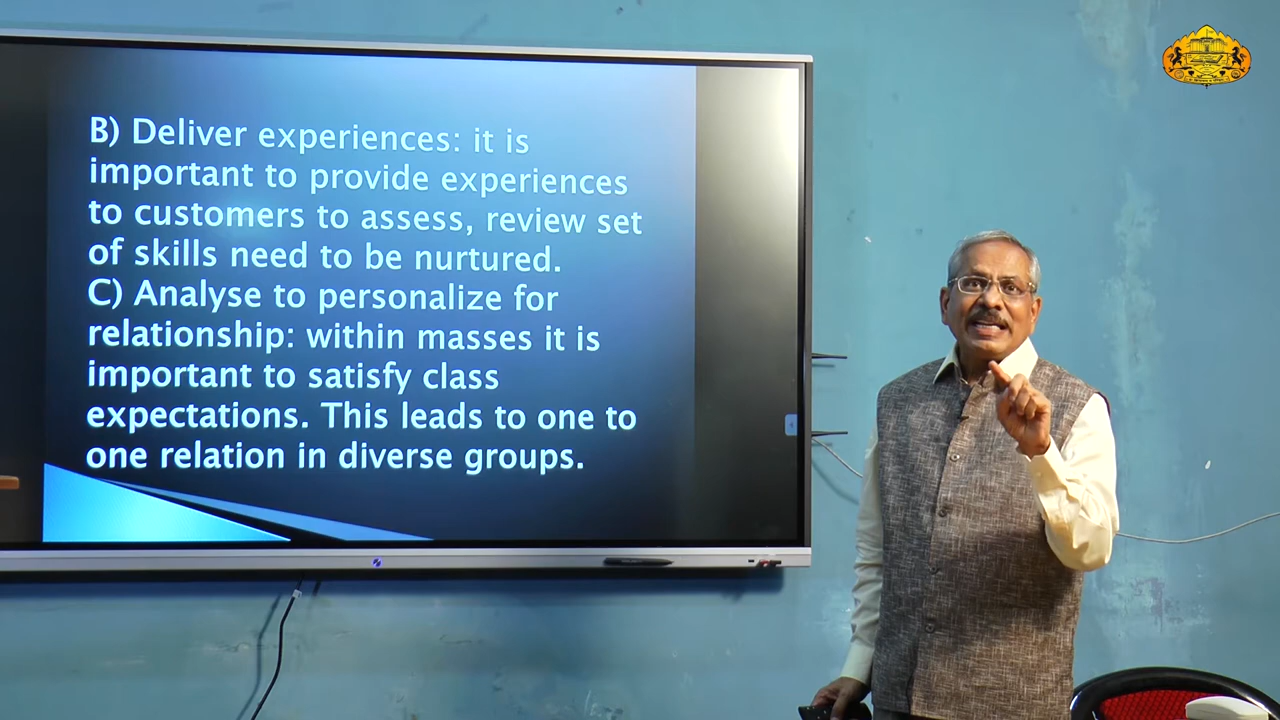 B) Deliver experiences: it is
important to provide experiences
to customers to assess, review set
of skills need to be nurtured.
C) Analyse to personalize for
relationship: within masses it is
important to satisfy class
expectations. This leads to one to
one relation in diverse groups.